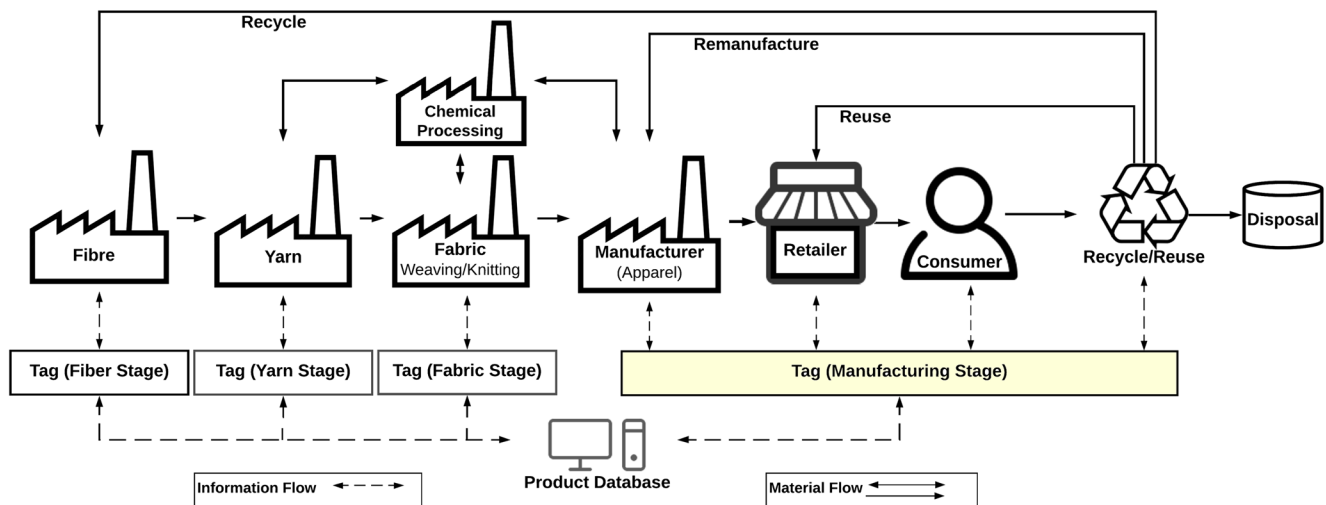 Recycle
Remanufacture
Chemical
Processing
Reuse
Fibre
Yarn
Fabric
Weaving/Knitting
Manufacturer
(Apparel)
Retailer
Consumer
Recycle/Reuse
Disposal
Tag (Fiber Stage)
Tag (Yarn Stage)
Tag (Fabric Stage)
Tag (Manufacturing Stage)
Product Database
Information Flow
Material Flow